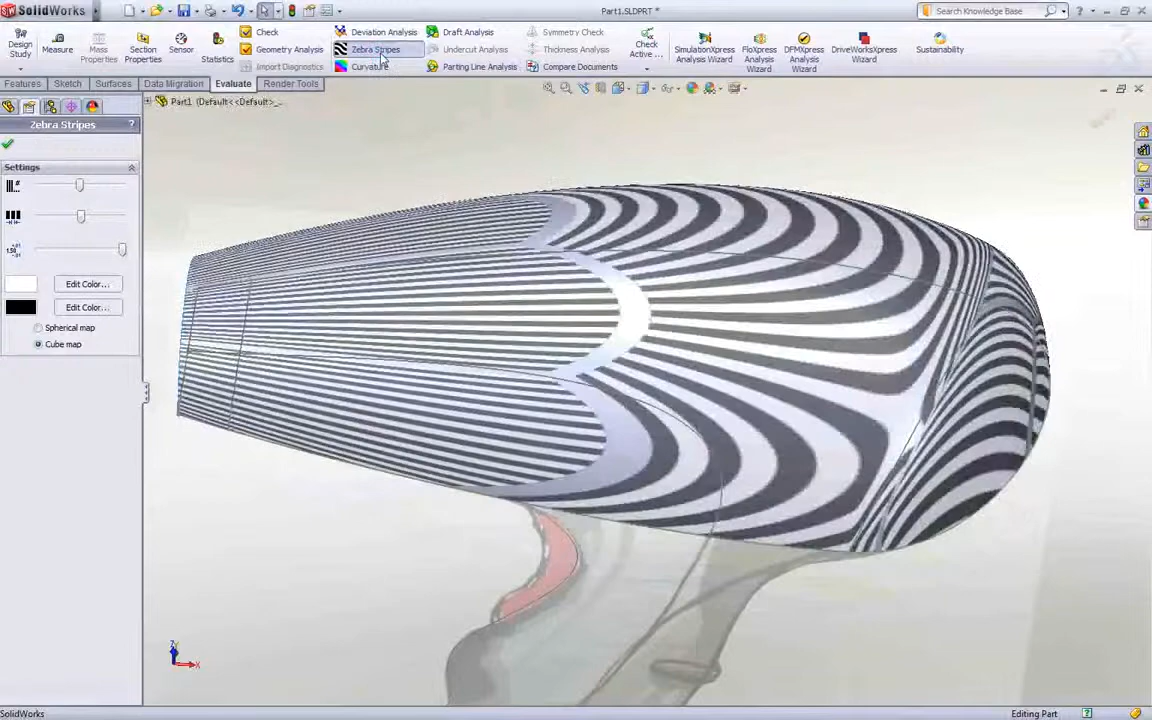 SolidWorks
Part1.SLDPRT *
Search Knowledge Base
Design Study
Measure
Mass Properties
Section Properties
Sensor
Statistics
Check
Geometry Analysis
Import Diagnostics
Deviation Analysis
Zebra Stripes
Curvature
Draft Analysis
Undercut Analysis
Parting Line Analysis
Symmetry Check
Thickness Analysis
Compare Documents
Check Active ...
SimulationXpress Analysis Wizard
FloXpress Analysis Wizard
DFMXpress Analysis Wizard
DriveWorksXpress Wizard
Sustainability
Features Sketch Surfaces Data Migration Evaluate Render Tools
Part1 (Default<<Default>_...
Zebra Stripes ?
Settings
Edit Color...
Edit Color...
Spherical map
Cube map
Z
X
SolidWorks
Editing Part